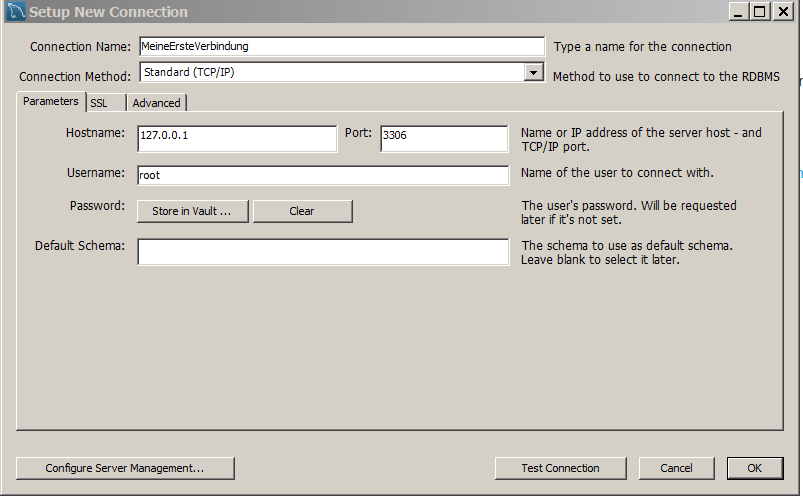 Setup New Connection
Connection Name: MeineErsteVerbindung Type a name for the connection
Connection Method: Standard (TCP/IP) Method to use to connect to the RDBMS
Parameters SSL Advanced
Hostname: 127.0.0.1 Port: 3306 Name or IP address of the server host - and
TCP/IP port.
Username: root Name of the user to connect with.
Password: Store in Vault ... Clear The user's password. Will be requested
later if it's not set.
Default Schema: The schema to use as default schema.
Leave blank to select it later.
Configure Server Management... Test Connection Cancel OK